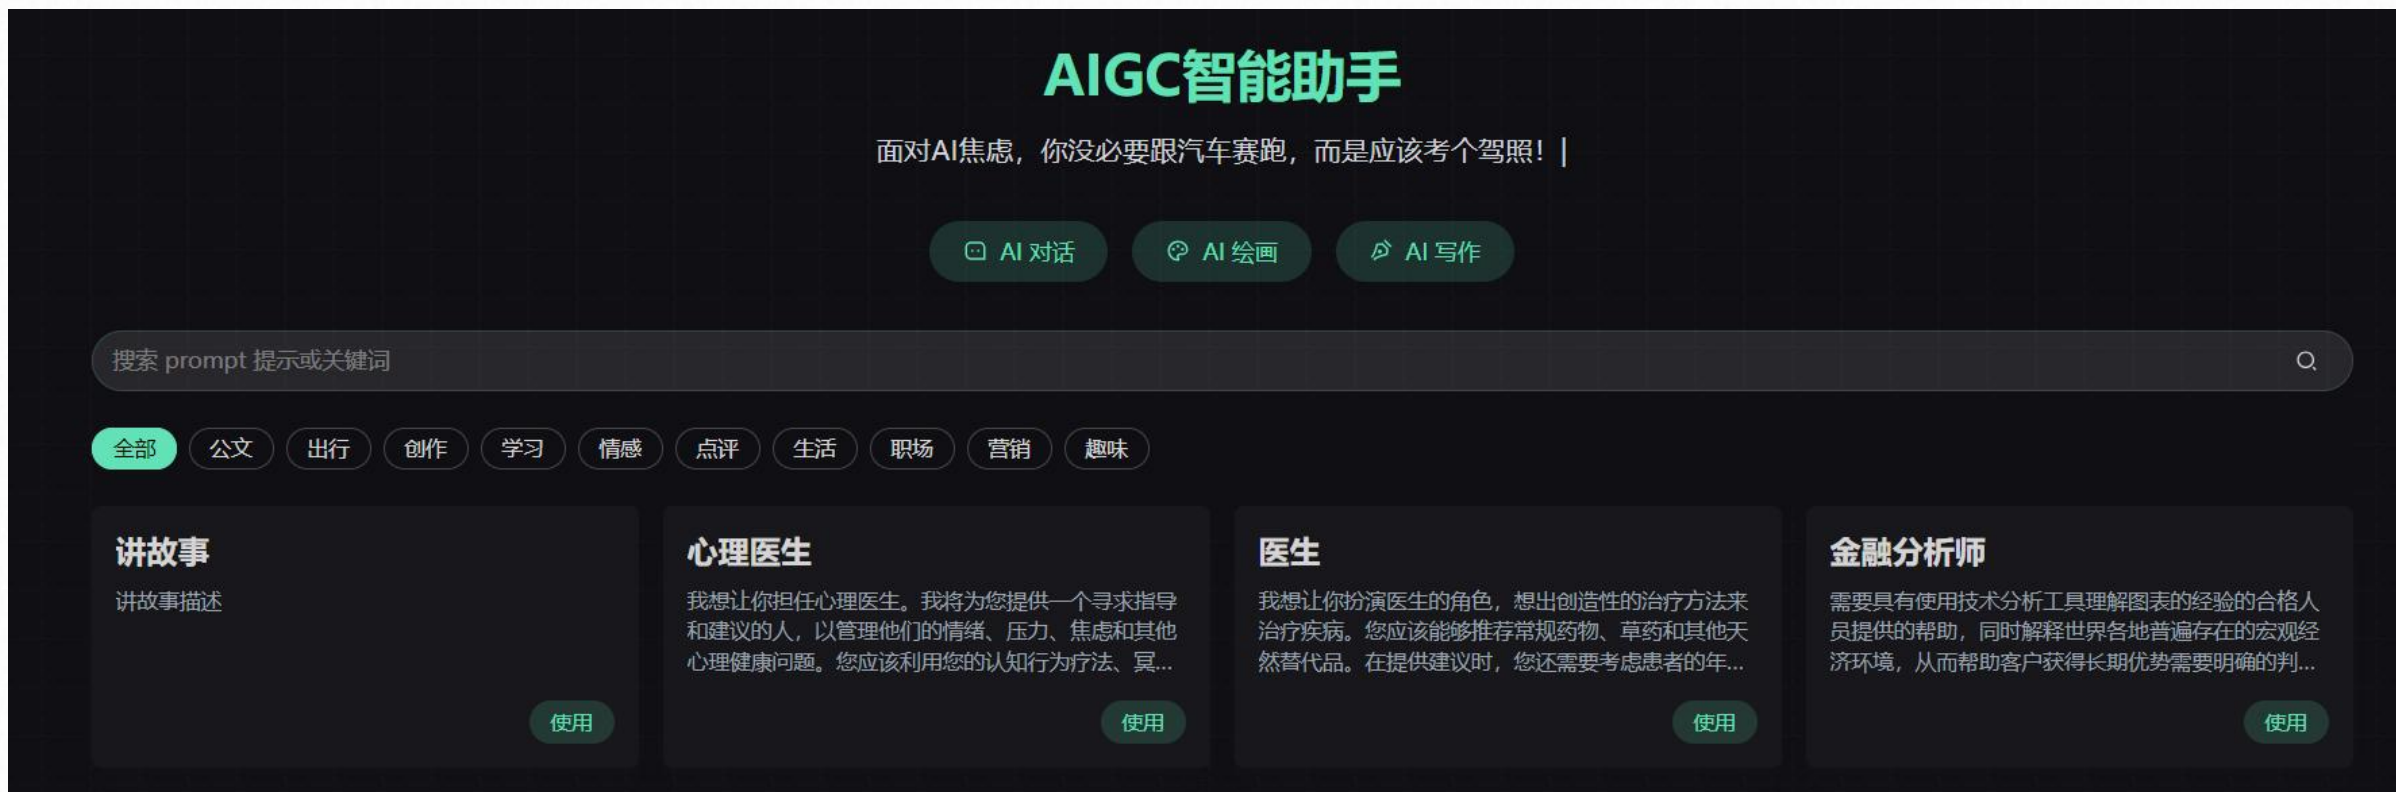 AIGC智能助手
面对AI焦虑，你没必要跟汽车赛跑，而是应该考个驾照！|
AI 对话
AI 绘画
AI 写作
搜索 prompt 提示或关键词
全部
公文
出行
创作
学习
情感
点评
生活
职场
营销
趣味
讲故事
讲故事描述
使用
心理医生
我想让你担任心理医生。我将为您提供一个寻求指导
和建议的人，以管理他们的情绪、压力、焦虑和其他
心理健康问题。您应该利用您的认知行为疗法、冥...
使用
医生
我想让你扮演医生的角色，想出创造性的治疗方法来
治疗疾病。您应该能够推荐常规药物、草药和其他天
然替代品。在提供建议时，您还需要考虑患者的年...
使用
金融分析师
需要具有使用技术分析工具理解图表的经验的合格人
员提供的帮助，同时解释世界各地普遍存在的宏观经
济环境，从而帮助客户获得长期优势需要明确的判...
使用